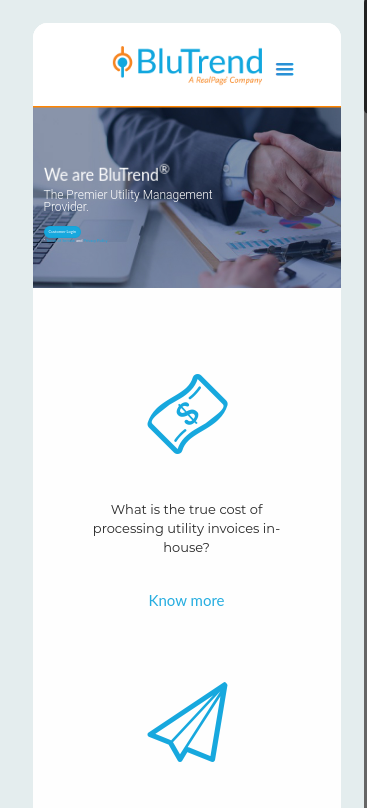 BluTrend
A RealPage® Company
We are BluTrend®
The Premier Utility Management
Provider.
Customer Login
$
What is the true cost of
processing utility invoices in-
house?
Know more